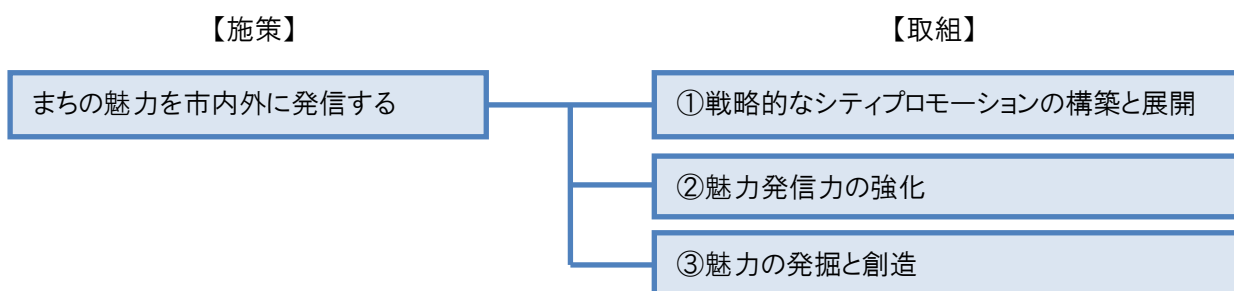 【施策】
【取組】
まちの魅力を市内外に発信する
①戦略的なシティプロモーションの構築と展開
②魅力発信力の強化
③魅力の発掘と創造